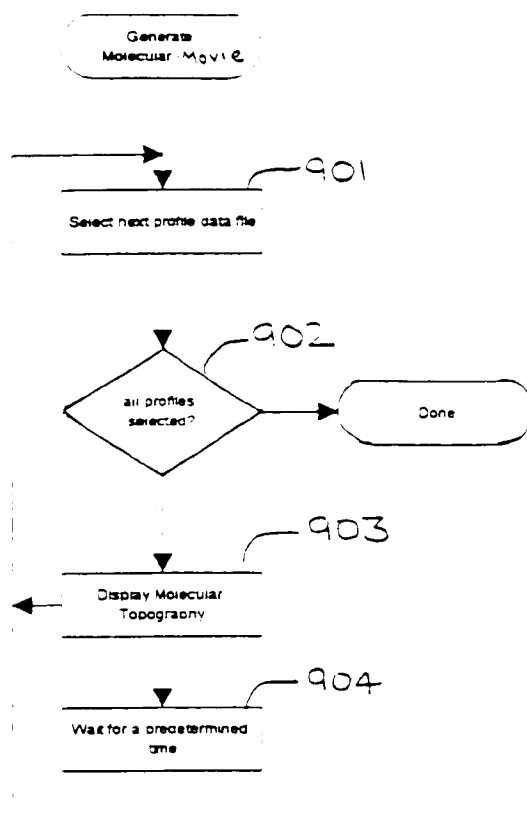 Generate
Molecular Movie
901
Select next profile data file
902
all profiles
selected?
Done
903
Display Molecular
Topography
904
Wait for a predetermined
time